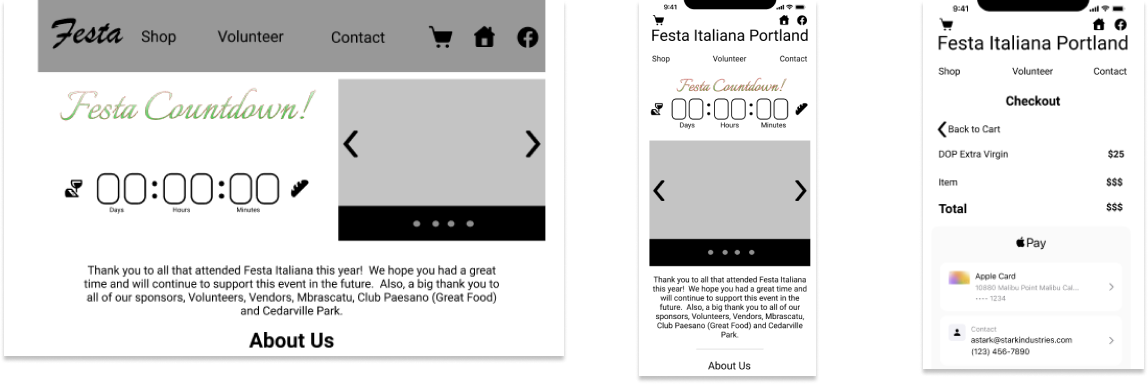 Festa Shop Volunteer Contact
Festa Countdown!
00:00:00
Days Hours Minutes
Thank you to all that attended Festa Italiana this year!  We hope you had a great
time and will continue to support this event in the future.  Also, a big thank you to
all of our sponsors, Volunteers, Vendors, Mbrascatu, Club Paesano (Great Food)
and Cedarville Park.
About Us
9:41
Festa Italiana Portland
Shop Volunteer Contact
Festa Countdown!
00:00:00
Days Hours Minutes
Thank you to all that attended Festa Italiana
this year!  We hope you had a great time and
will continue to support this event in the
future.  Also, a big thank you to all of our
sponsors, Volunteers, Vendors, Mbrascatu,
Club Paesano (Great Food) and Cedarville
Park.
About Us
9:41
Festa Italiana Portland
Shop Volunteer Contact
Checkout
Back to Cart
DOP Extra Virgin $25
Item $$$
Total $$$
Pay
Apple Card
10880 Malibu Point Malibu Cal...
···· 1234
Contact
astark@starkindustries.com
(123) 456-7890